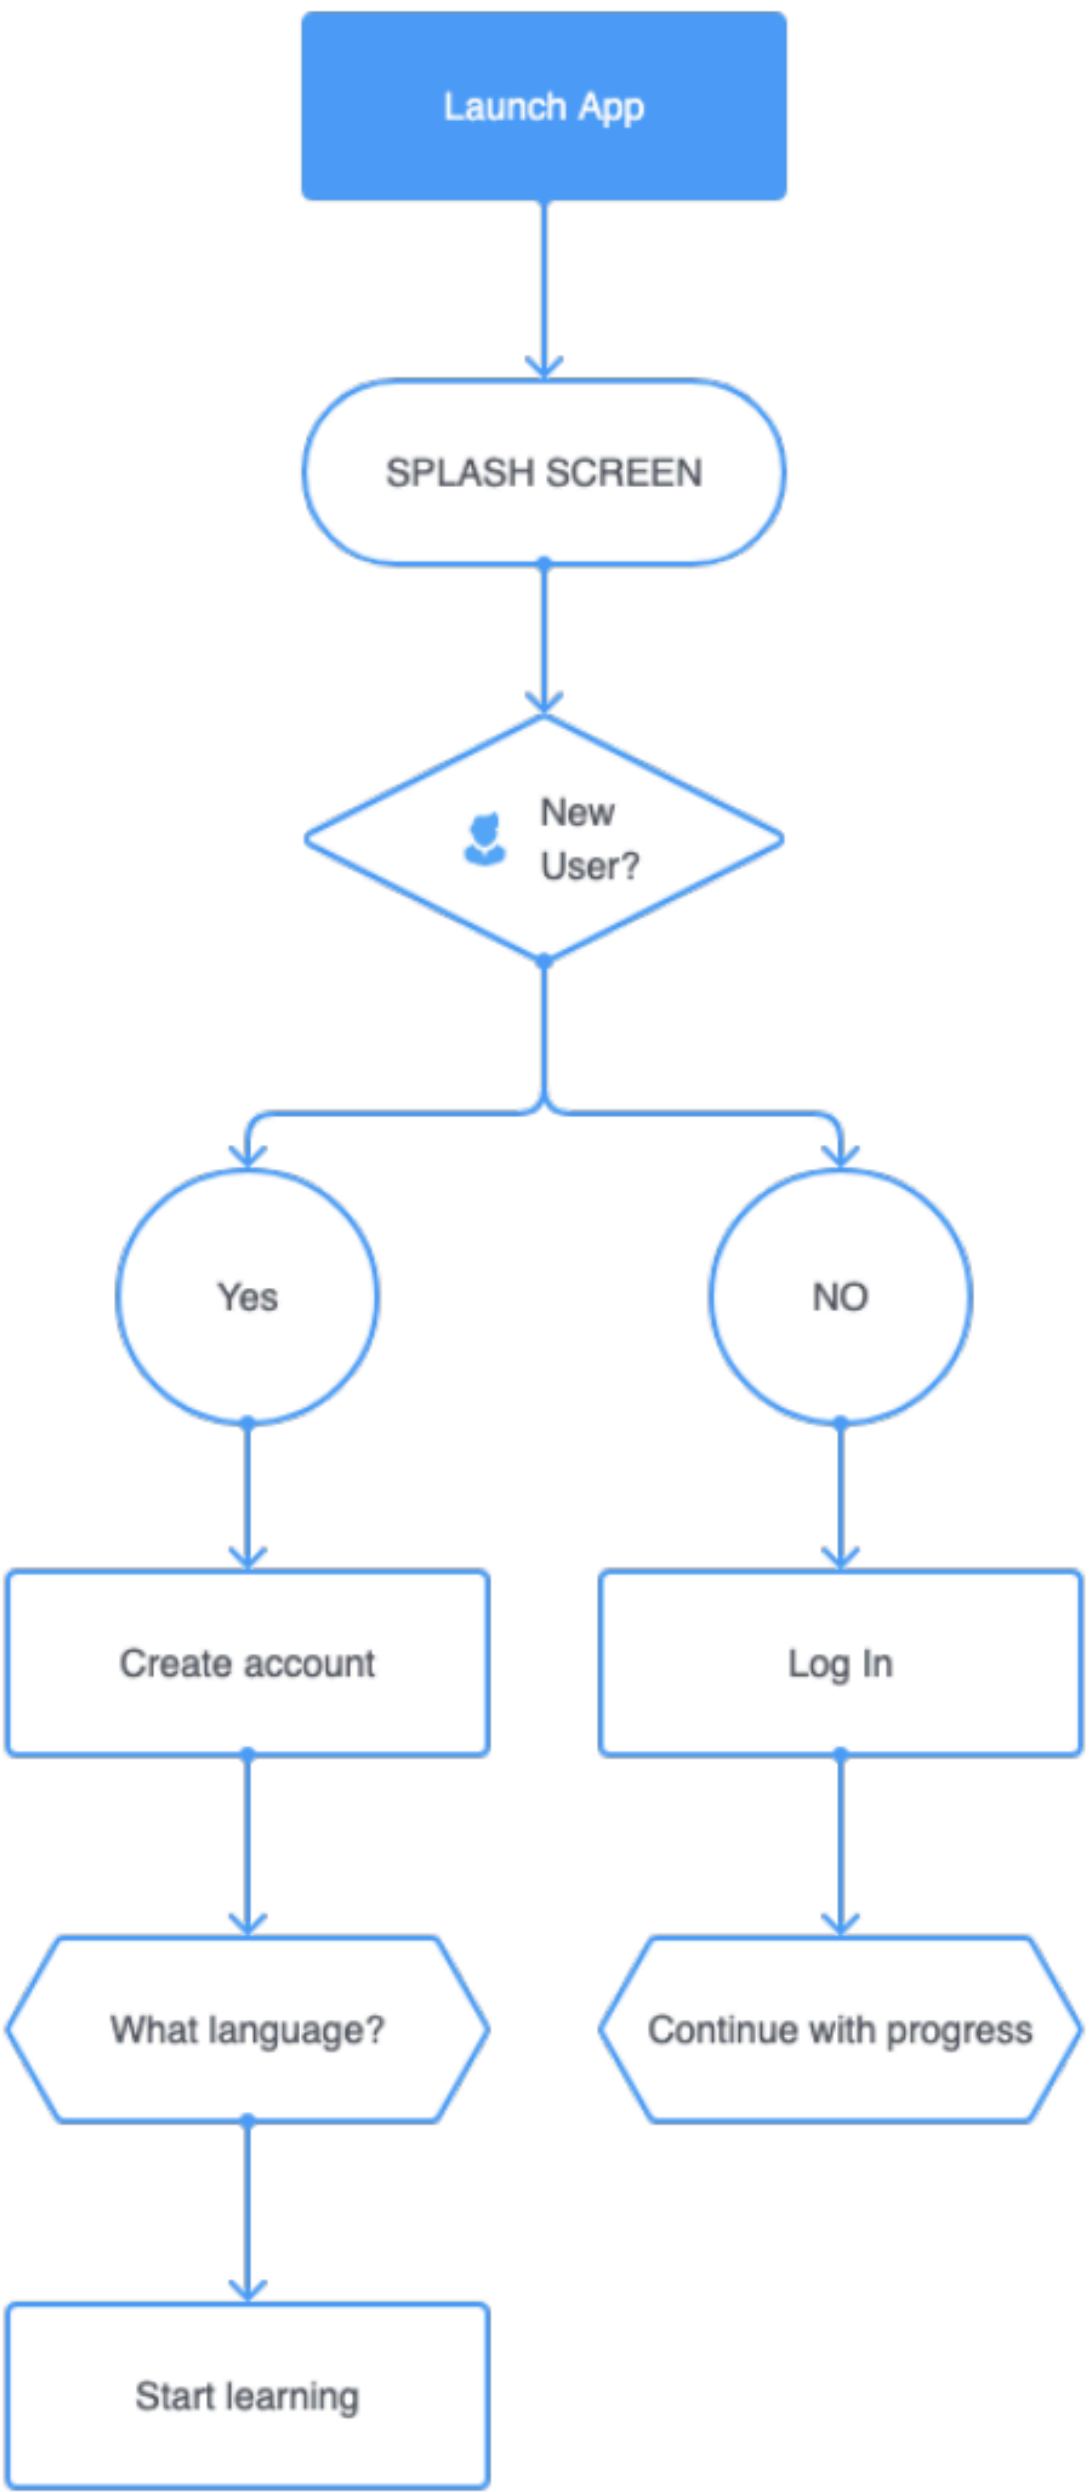 Launch App
SPLASH SCREEN
New
User?
Yes
NO
Create account
Log In
What language?
Continue with progress
Start learning